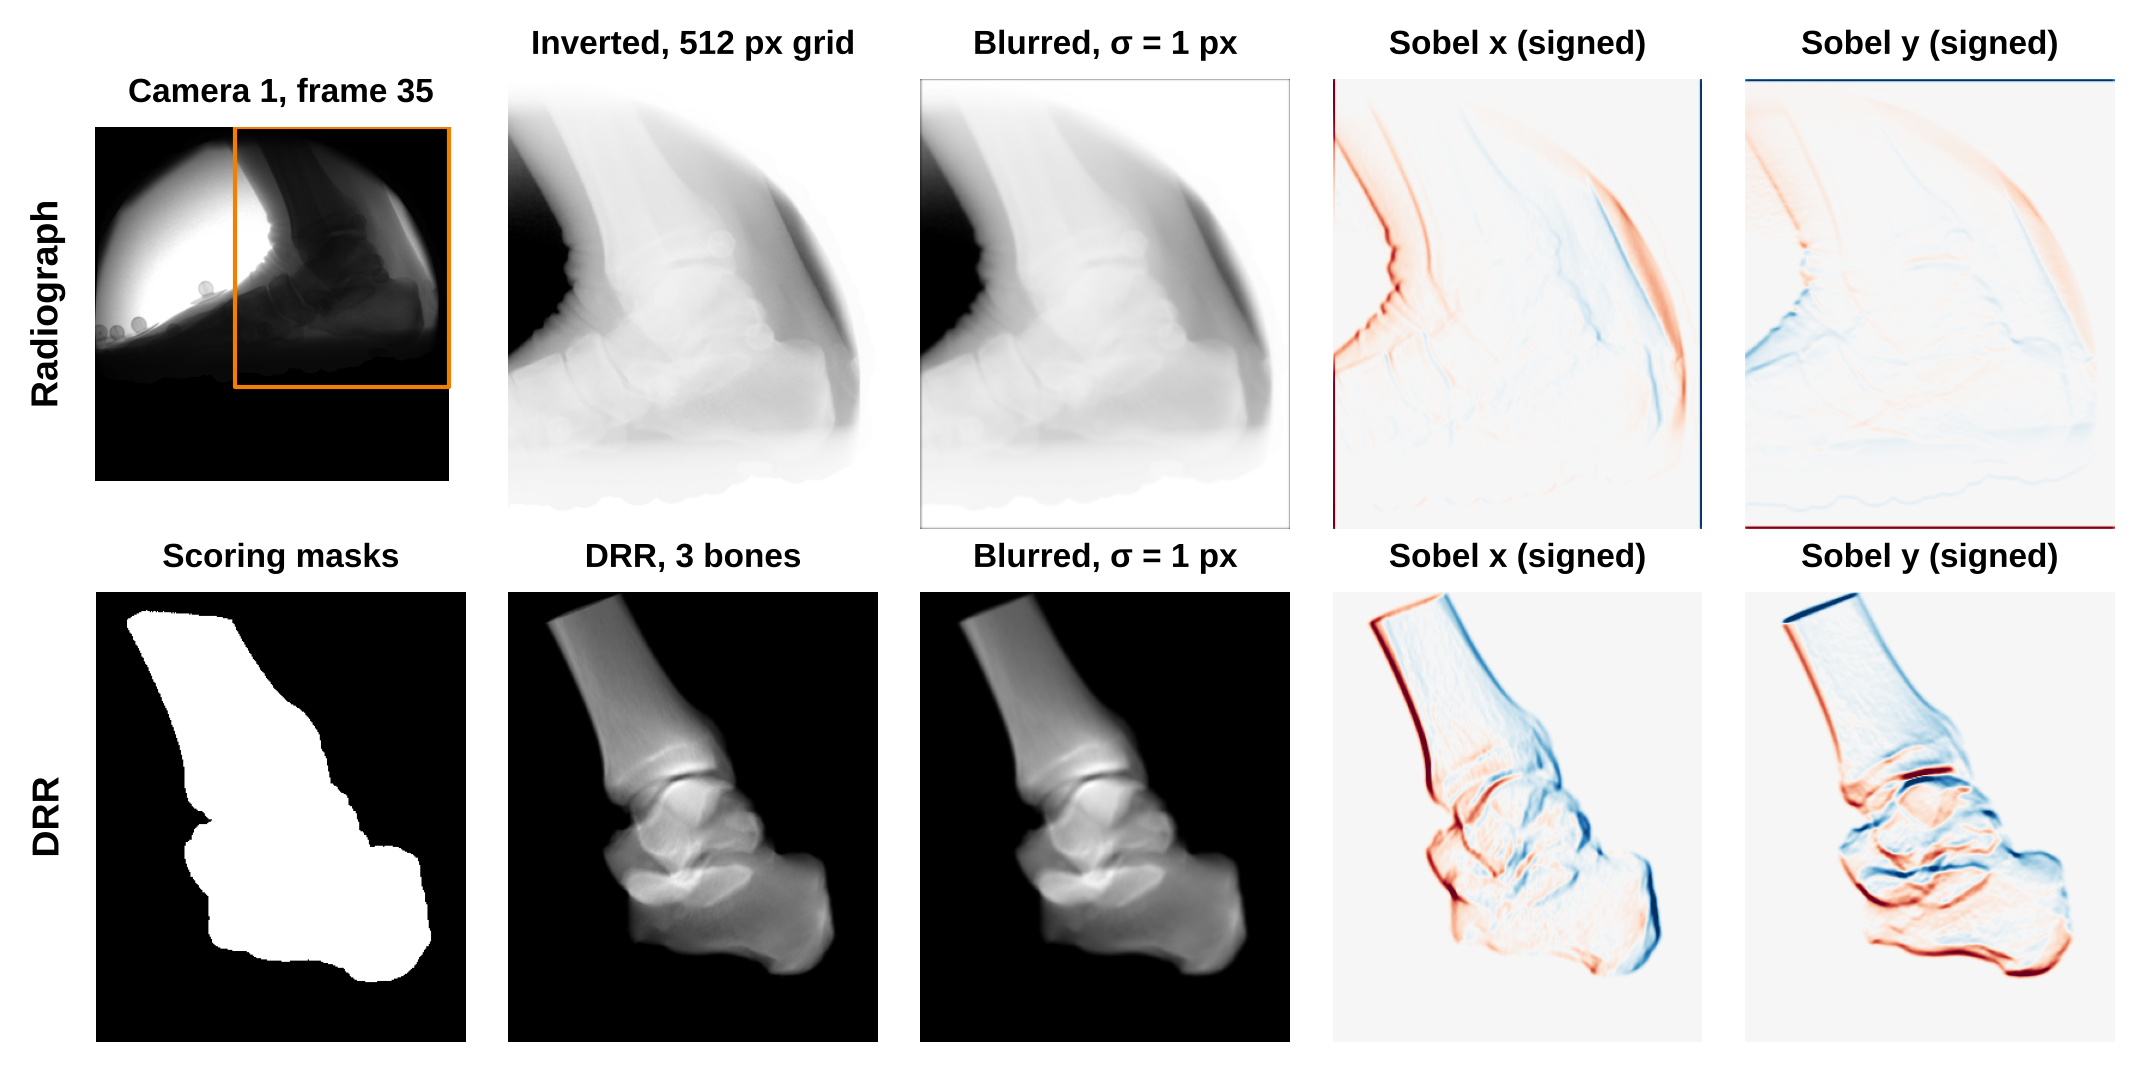 Inverted, 512 px grid
Blurred, σ = 1 px
Sobel x (signed)
Sobel y (signed)
Camera 1, frame 35
Radiograph
Scoring masks
DRR, 3 bones
Blurred, σ = 1 px
Sobel x (signed)
Sobel y (signed)
DRR